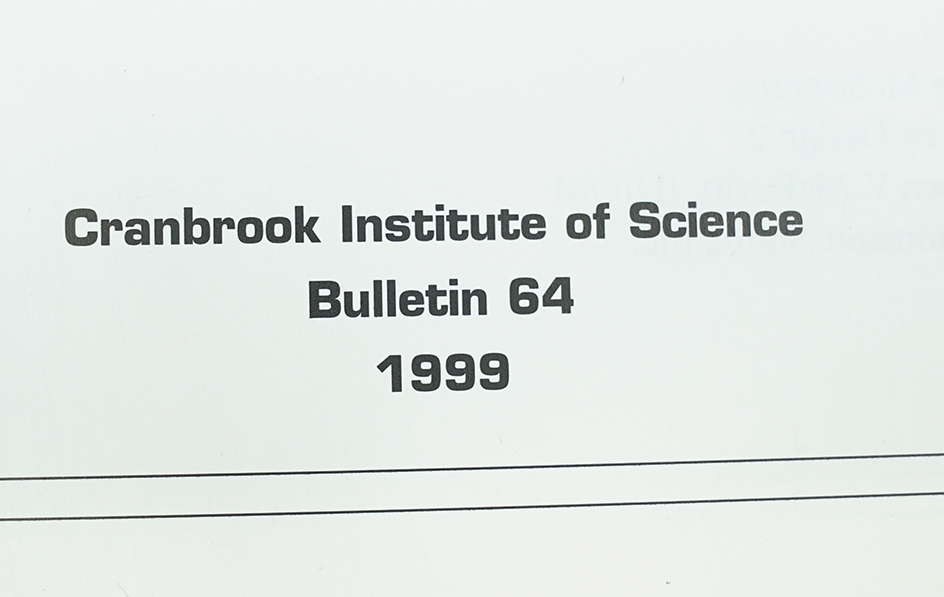 Cranbrook Institute of Science
Bulletin 64
1999